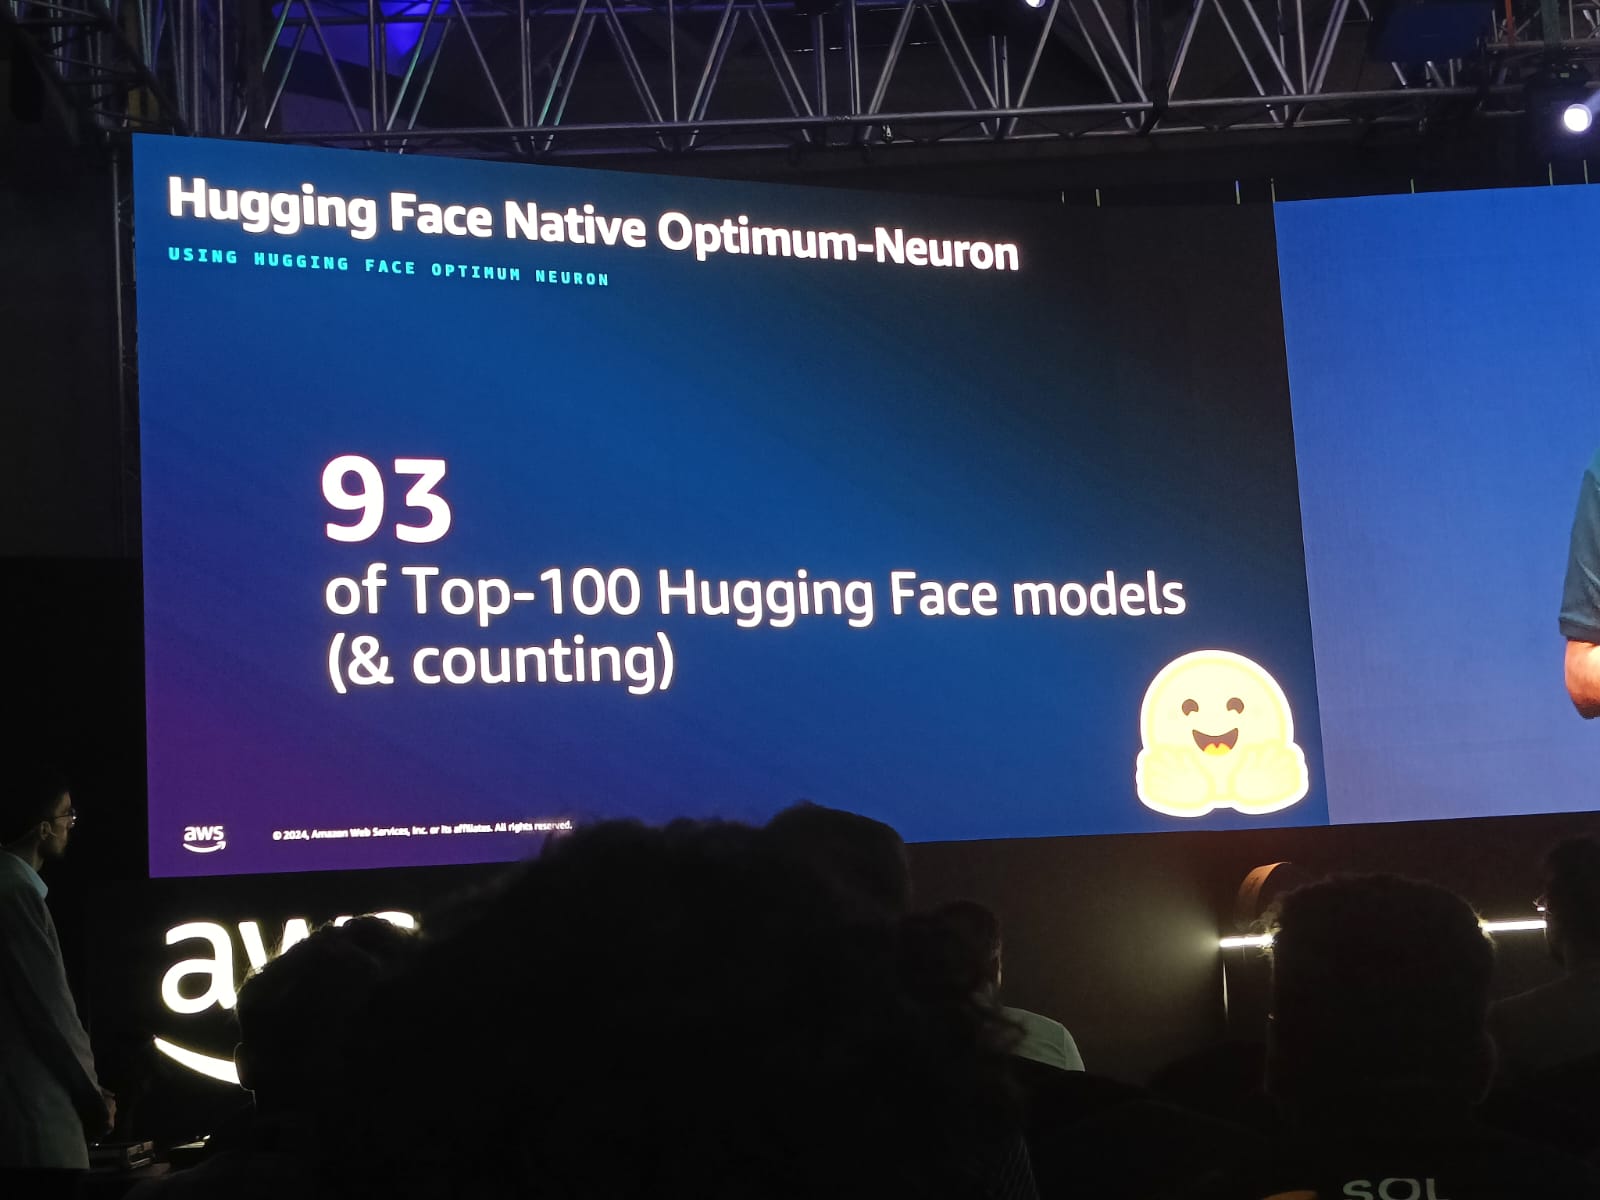 Hugging Face Native Optimum-Neuron
USING HUGGING FACE OPTIMUM NEURON
93
of Top-100 Hugging Face models
(& counting)
aws
© 2024, Amazon Web Services, Inc. or its affiliates. All rights reserved.
aws